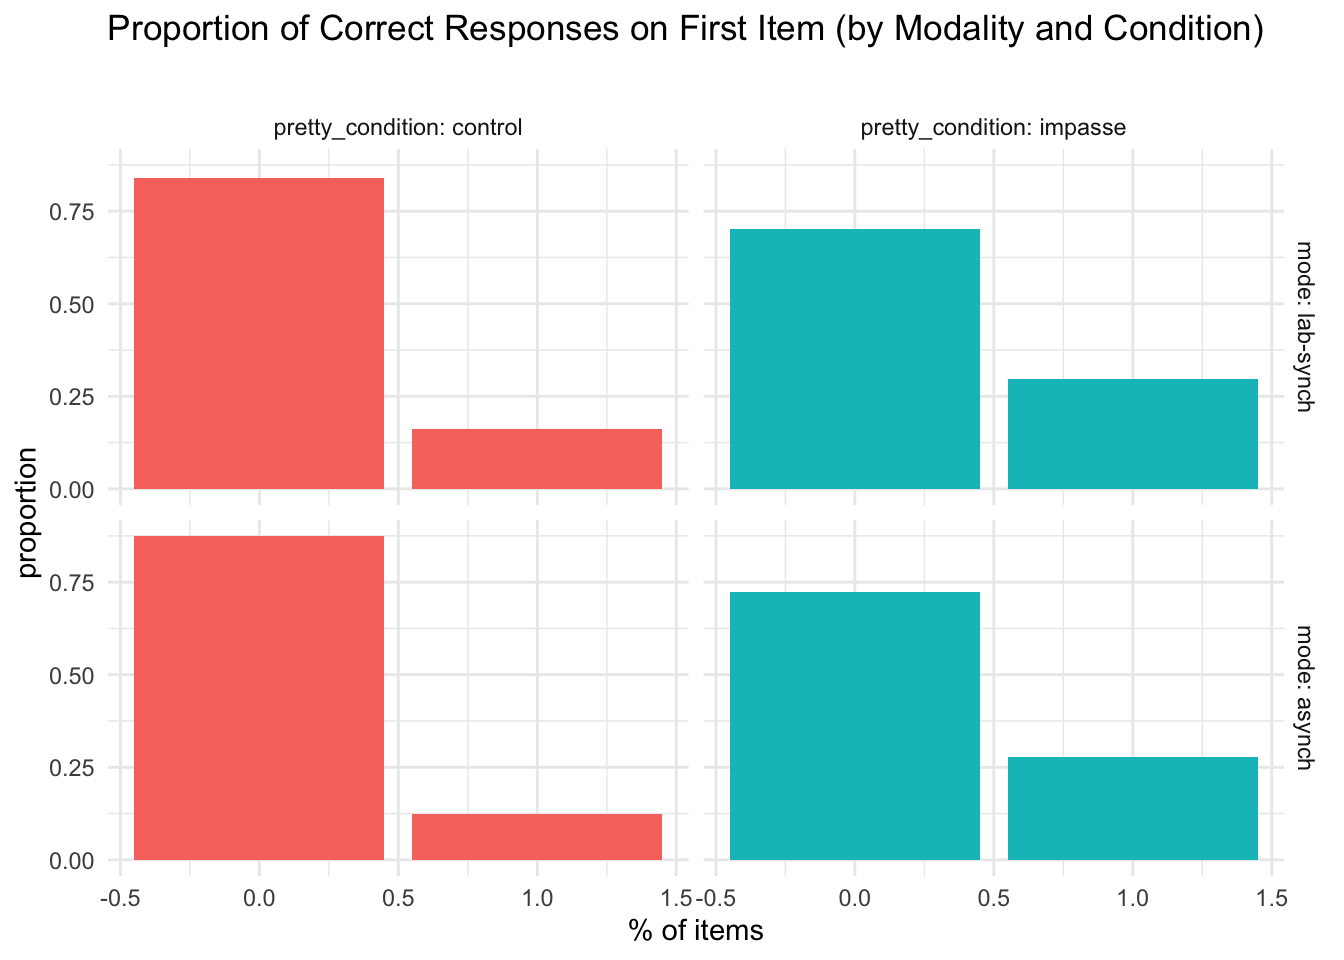 Proportion of Correct Responses on First Item (by Modality and Condition)
pretty_condition: control
pretty_condition: impasse
0.75
0.50
0.25
0.00
mode: lab-synch
proportion
0.75
0.50
0.25
0.00
mode: asynch
-0.5 0.0 0.5 1.0 1.5 -0.5 0.0 0.5 1.0 1.5
% of items